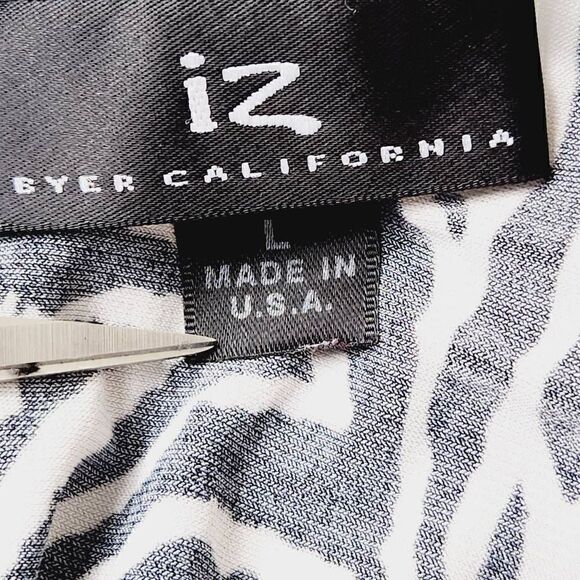 iz
BYER CALIFORNIA
L
MADE IN
U.S.A.